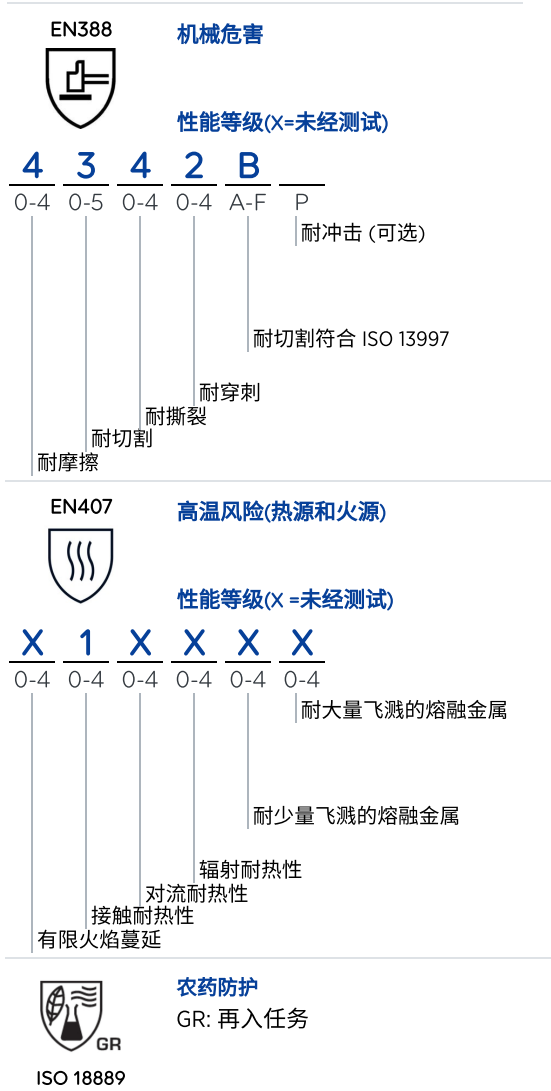 EN388
机械危害
性能等级(X=未经测试)
4 3 4 2 B
0-4 0-5 0-4 0-4 A-F P
耐冲击 (可选)
耐切割符合 ISO 13997
耐穿刺
耐撕裂
耐切割
耐摩擦
EN407
高温风险(热源和火源)
性能等级(X =未经测试)
X 1 X X X X
0-4 0-4 0-4 0-4 0-4 0-4
耐大量飞溅的熔融金属
耐少量飞溅的熔融金属
辐射耐热性
对流耐热性
接触耐热性
有限火焰蔓延
农药防护
GR: 再入任务
GR
ISO 18889